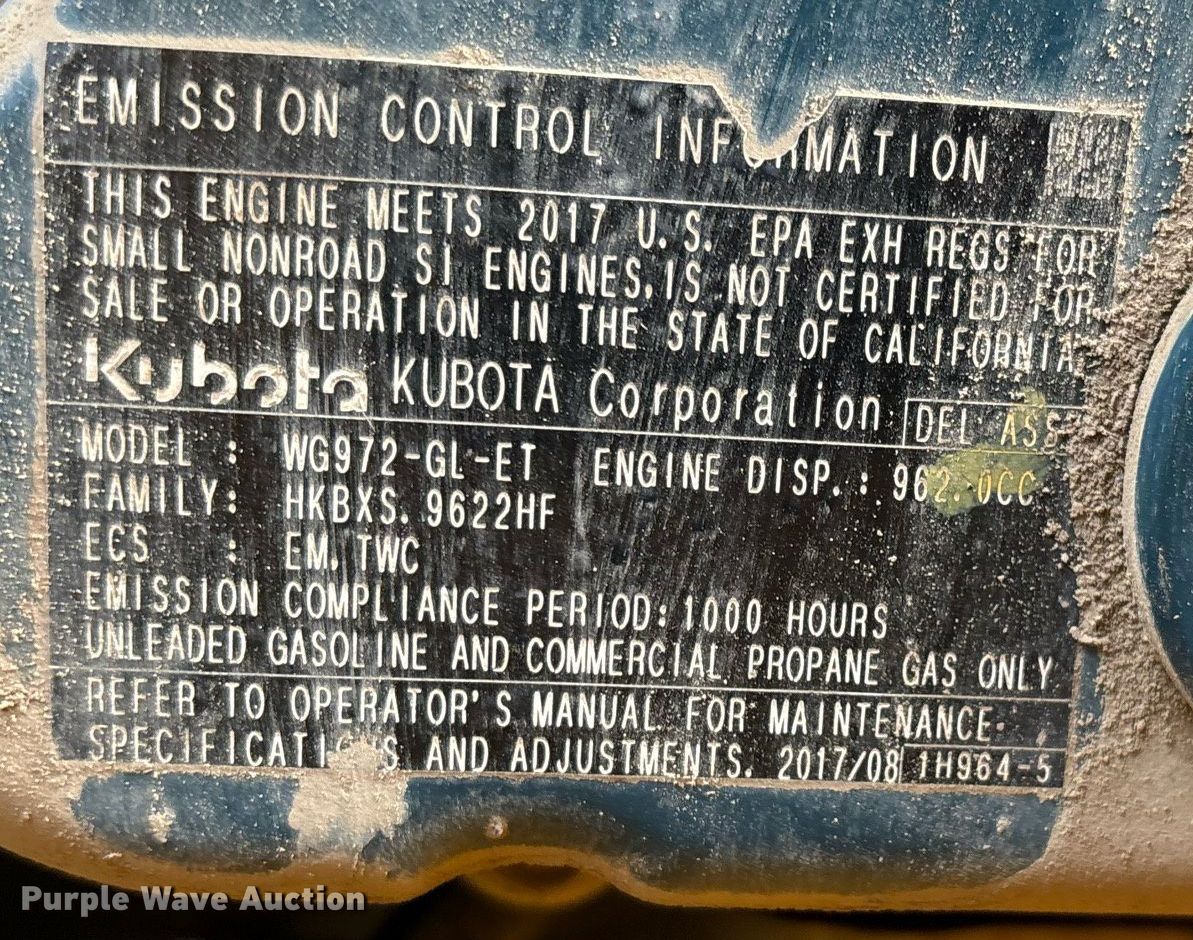 EMISSION CONTROL INFORMATION
THIS ENGINE MEETS 2017 U.S. EPA EXH REGS FOR
SMALL NONROAD SI ENGINES,IS NOT CERTIFIED FOR
SALE OR OPERATION IN THE STATE OF CALIFORNIA
Kubota KUBOTA Corporation DEL ASS
MODEL : WG972-GL-ET ENGINE DISP. : 962.0CC
FAMILY: HKBXS.9622HF
ECS : EM,TWC
EMISSION COMPLIANCE PERIOD:1000 HOURS
UNLEADED GASOLINE AND COMMERCIAL PROPANE GAS ONLY
REFER TO OPERATOR'S MANUAL FOR MAINTENANCE
SPECIFICATIONS AND ADJUSTMENTS. 2017/08 1H964-5
Purple Wave Auction